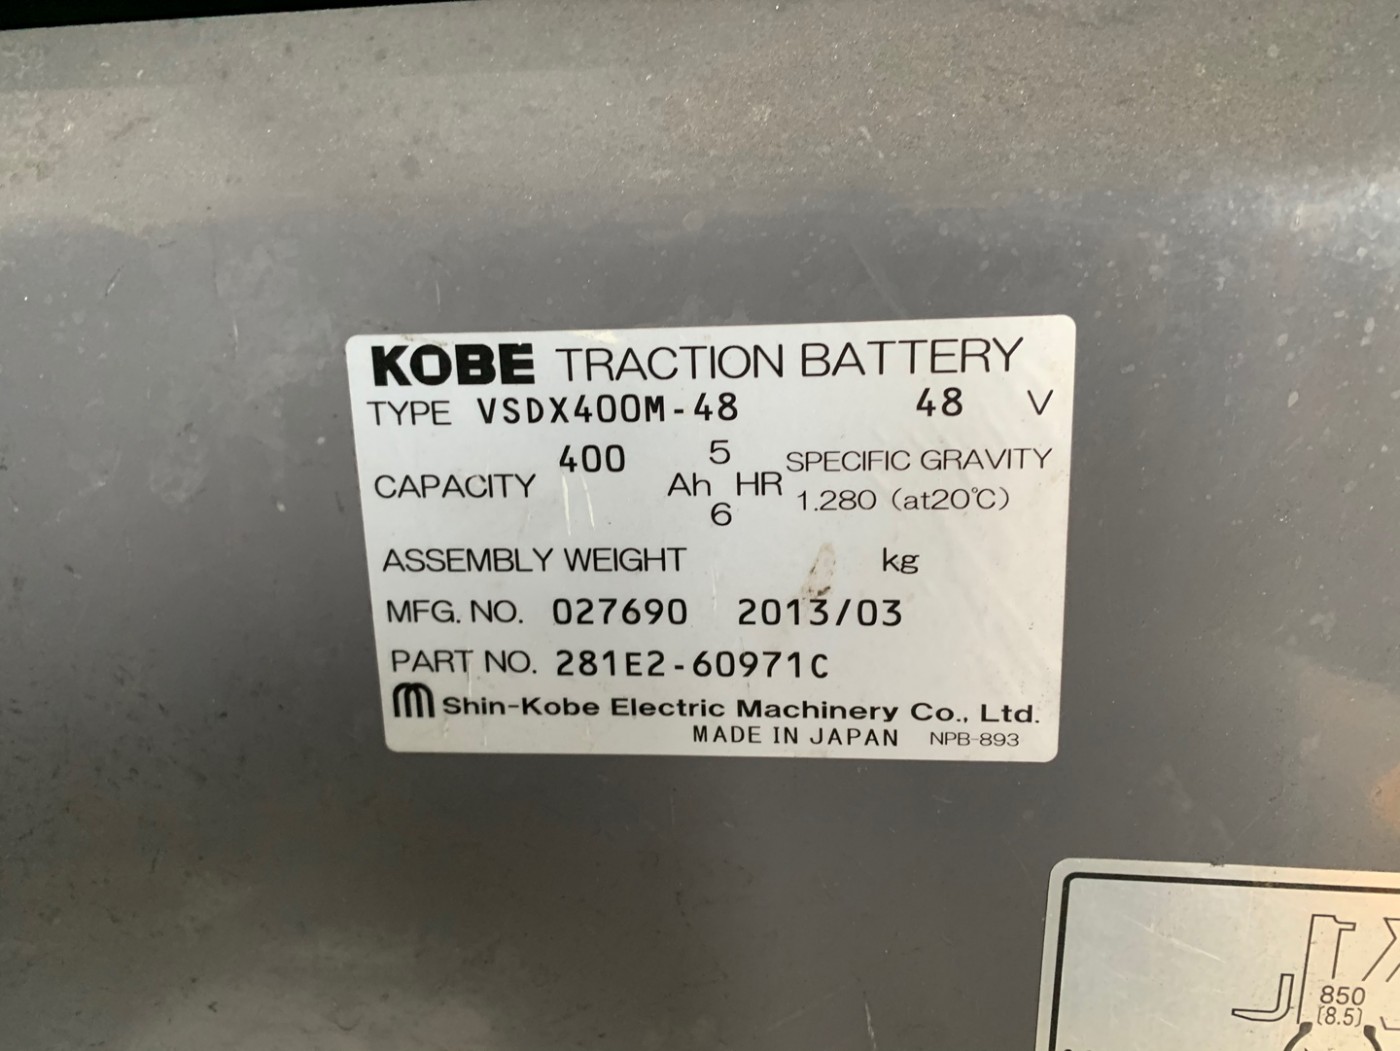 KOBE TRACTION BATTERY
TYPE VSDX400M-48 48 V
CAPACITY 400 Ah 5 HR SPECIFIC GRAVITY
6 1.280 (at20℃)
ASSEMBLY WEIGHT kg
MFG. NO. 027690 2013/03
PART NO. 281E2-60971C
Shin-Kobe Electric Machinery Co., Ltd.
MADE IN JAPAN NPB-893
850
[8.5]